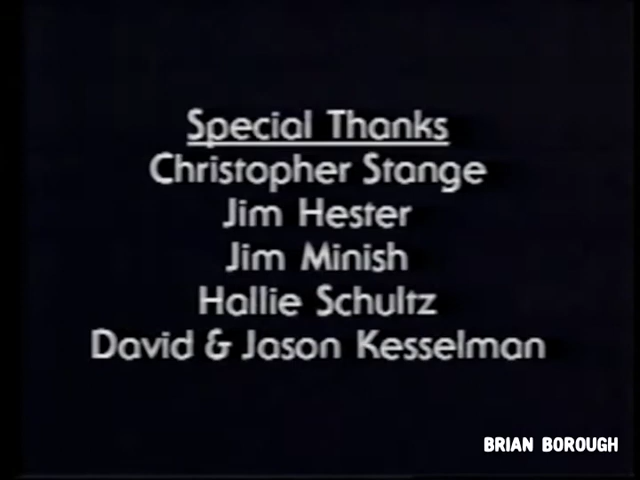 Special Thanks
Christopher Stange
Jim Hester
Jim Minish
Hallie Schultz
David & Jason Kesselman
BRIAN BOROUGH